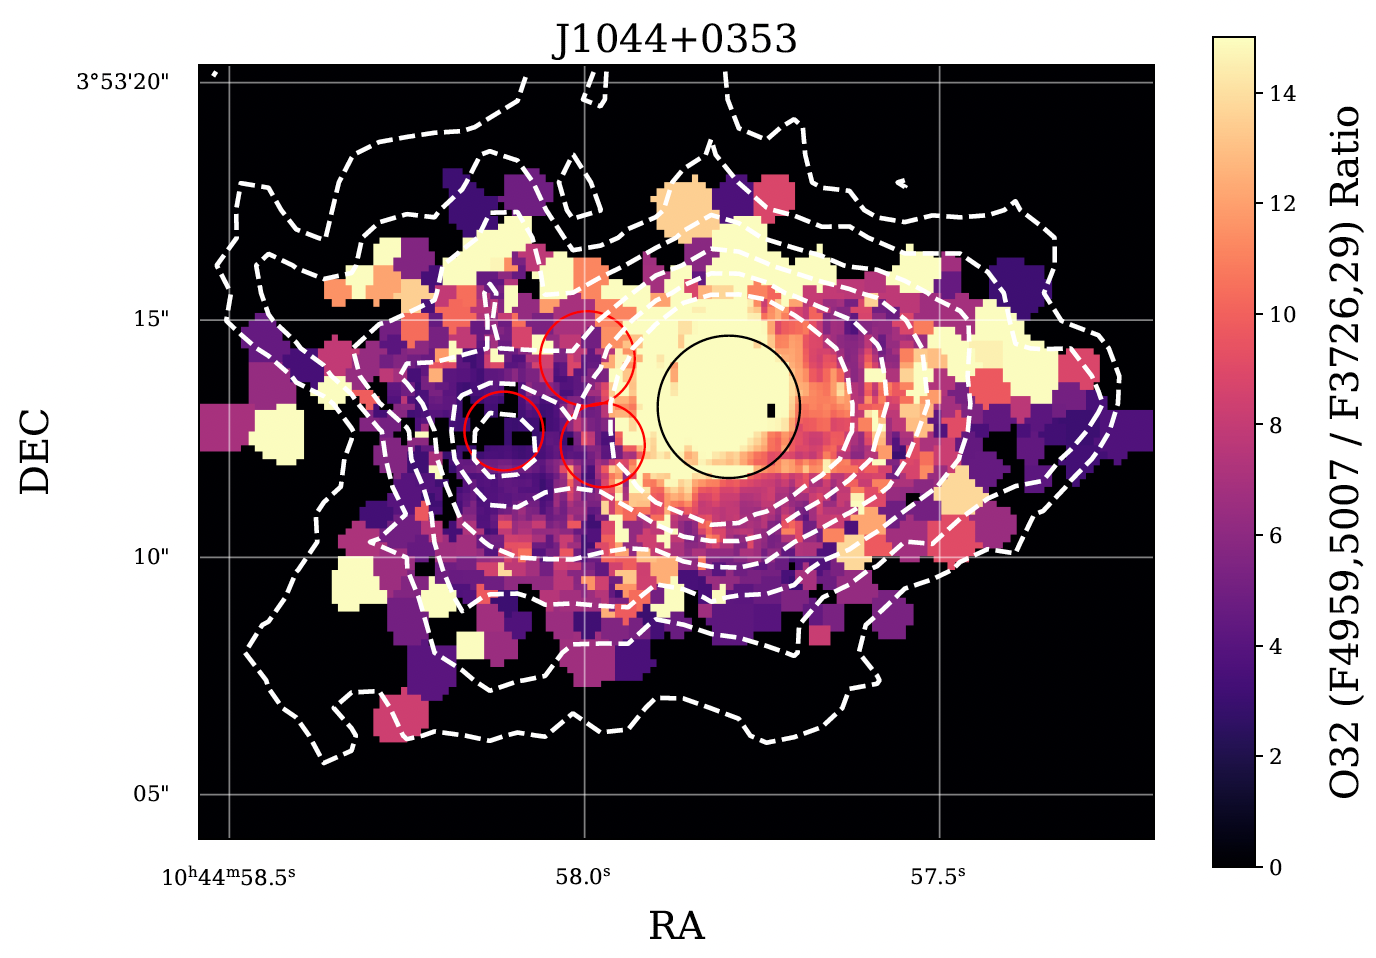 J1044+0353
3°53'20"
15"
10"
05"
DEC
10ʰ44ᵐ58.5ˢ
58.0ˢ
57.5ˢ
RA
14
12
10
8
6
4
2
0
O32 (F4959,5007 / F3726,29) Ratio